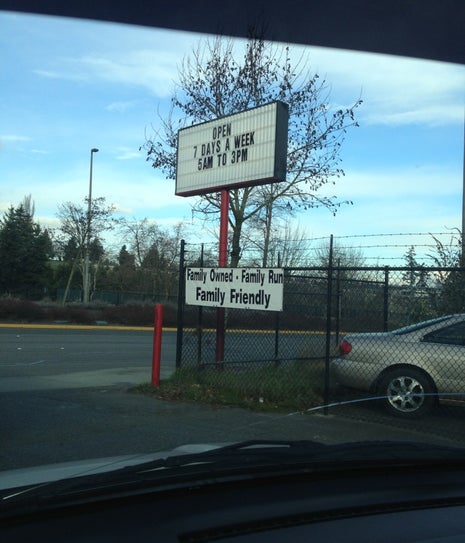 OPEN
7 DAYS A WEEK
5AM TO 3PM
Family Owned - Family Run
Family Friendly